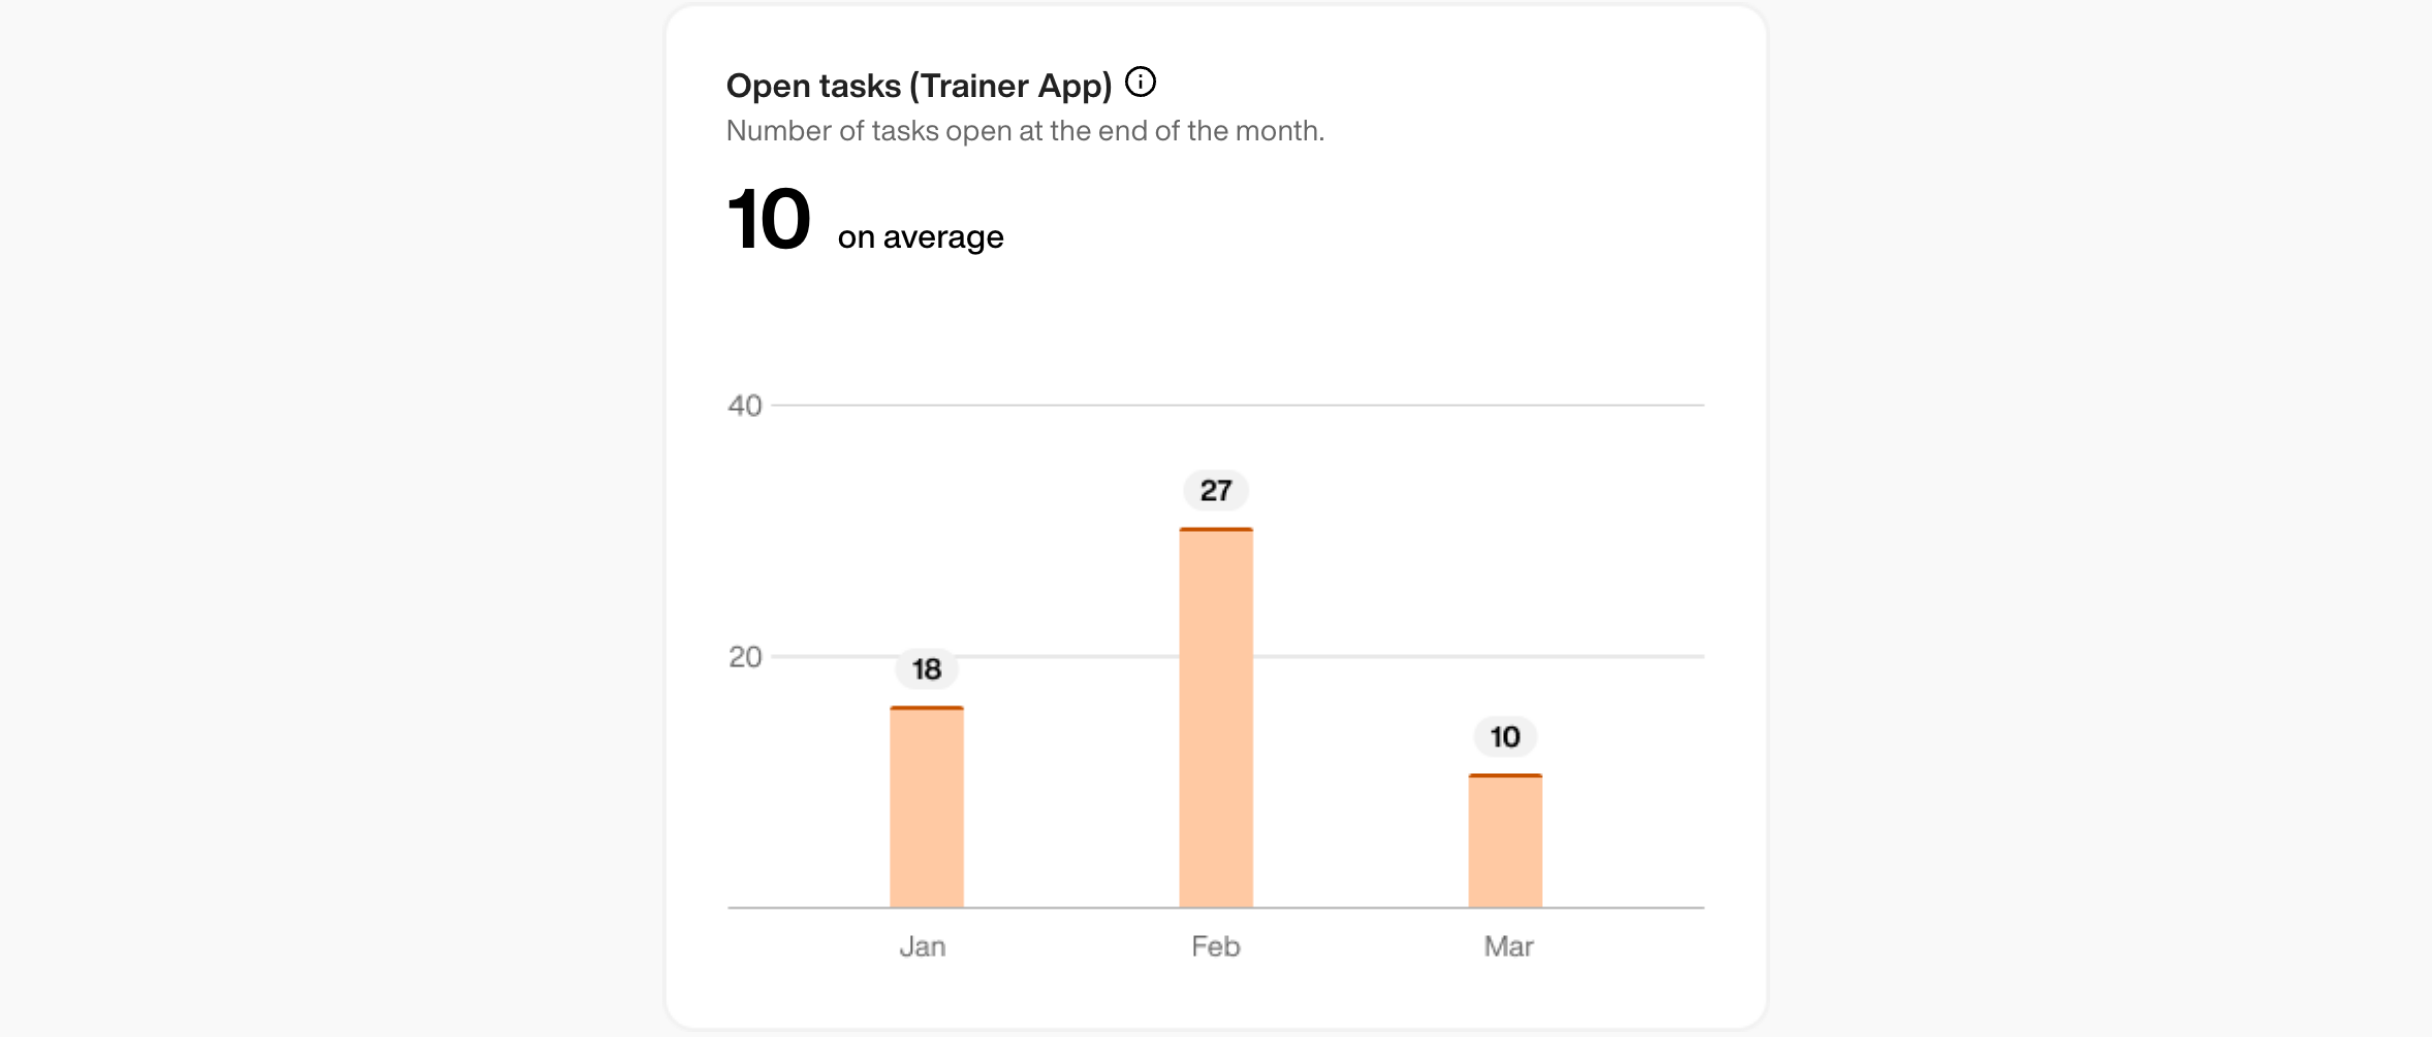 Open tasks (Trainer App)
Number of tasks open at the end of the month.
10 on average
40
27
20
18
10
Jan Feb Mar